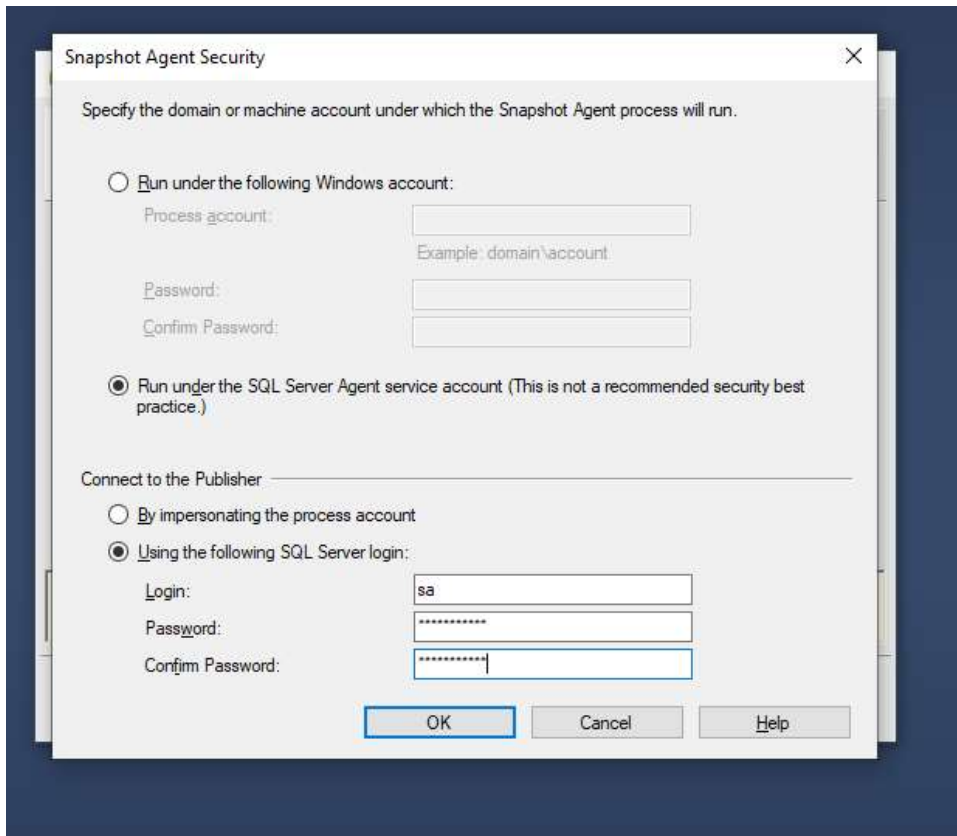 Snapshot Agent Security
Specify the domain or machine account under which the Snapshot Agent process will run.
Run under the following Windows account:
Process account:
Example: domain\account
Password:
Confirm Password:
Run under the SQL Server Agent service account (This is not a recommended security best
practice.)
Connect to the Publisher
By impersonating the process account
Using the following SQL Server login:
Login: sa
Password: ***********
Confirm Password: ***********
OK Cancel Help